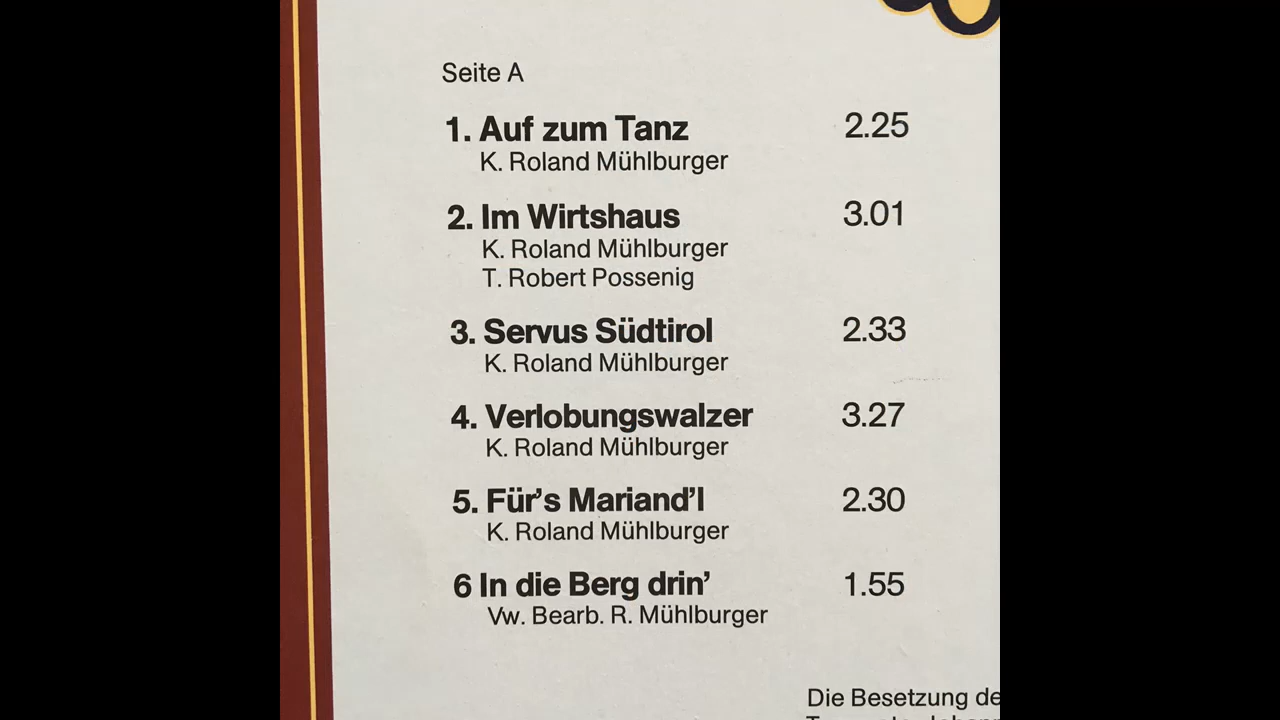 Seite A
1. Auf zum Tanz 2.25
K. Roland Mühlburger
2. Im Wirtshaus 3.01
K. Roland Mühlburger
T. Robert Possenig
3. Servus Südtirol 2.33
K. Roland Mühlburger
4. Verlobungswalzer 3.27
K. Roland Mühlburger
5. Für's Mariand'l 2.30
K. Roland Mühlburger
6 In die Berg drin' 1.55
Vw. Bearb. R. Mühlburger
Die Besetzung de